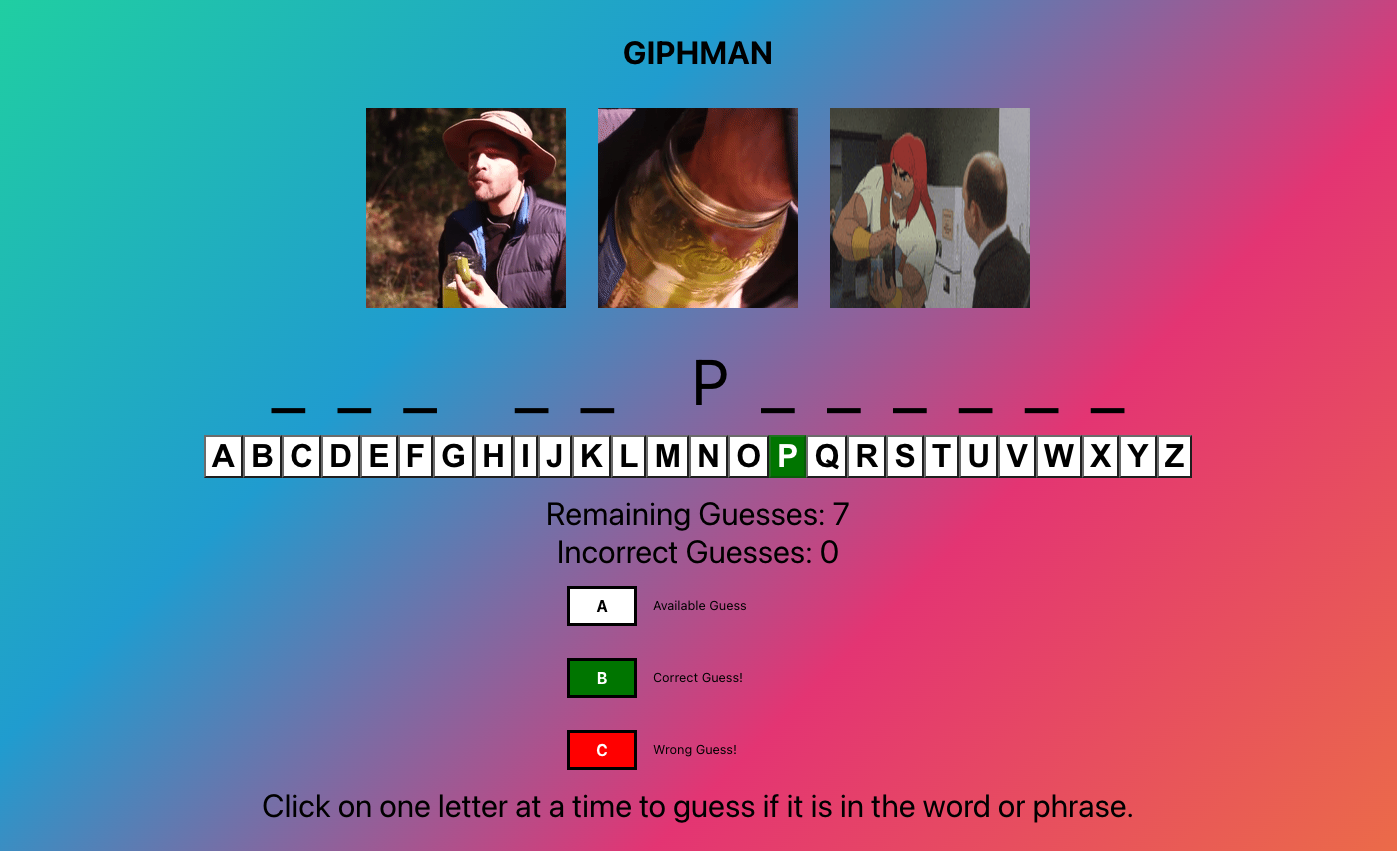 GIPHMAN
_ _ _ _ _ P _ _ _ _ _ _
A B C D E F G H I J K L M N O P Q R S T U V W X Y Z
Remaining Guesses: 7
Incorrect Guesses: 0
A Available Guess
B Correct Guess!
C Wrong Guess!
Click on one letter at a time to guess if it is in the word or phrase.